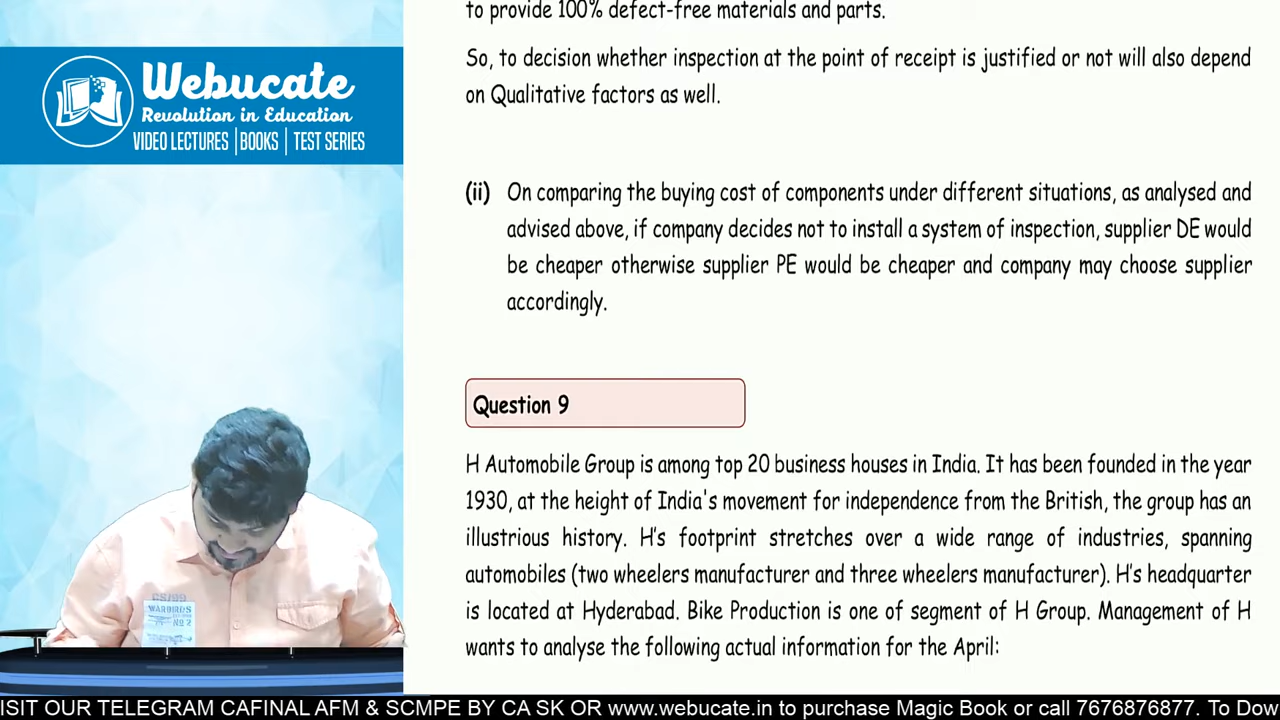 to provide 100% defect-free materials and parts.
So, to decision whether inspection at the point of receipt is justified or not will also depend
on Qualitative factors as well.
Webucate
Revolution in Education
VIDEO LECTURES | BOOKS | TEST SERIES
(ii) On comparing the buying cost of components under different situations, as analysed and
advised above, if company decides not to install a system of inspection, supplier DE would
be cheaper otherwise supplier PE would be cheaper and company may choose supplier
accordingly.
Question 9
H Automobile Group is among top 20 business houses in India. It has been founded in the year
1930, at the height of India's movement for independence from the British, the group has an
illustrious history. H's footprint stretches over a wide range of industries, spanning
automobiles (two wheelers manufacturer and three wheelers manufacturer). H's headquarter
is located at Hyderabad. Bike Production is one of segment of H Group. Management of H
wants to analyse the following actual information for the April:
WARBIRDS
No 2
ISIT OUR TELEGRAM CAFINAL AFM & SCMPE BY CA SK OR www.webucate.in to purchase Magic Book or call 7676876877. To Dow